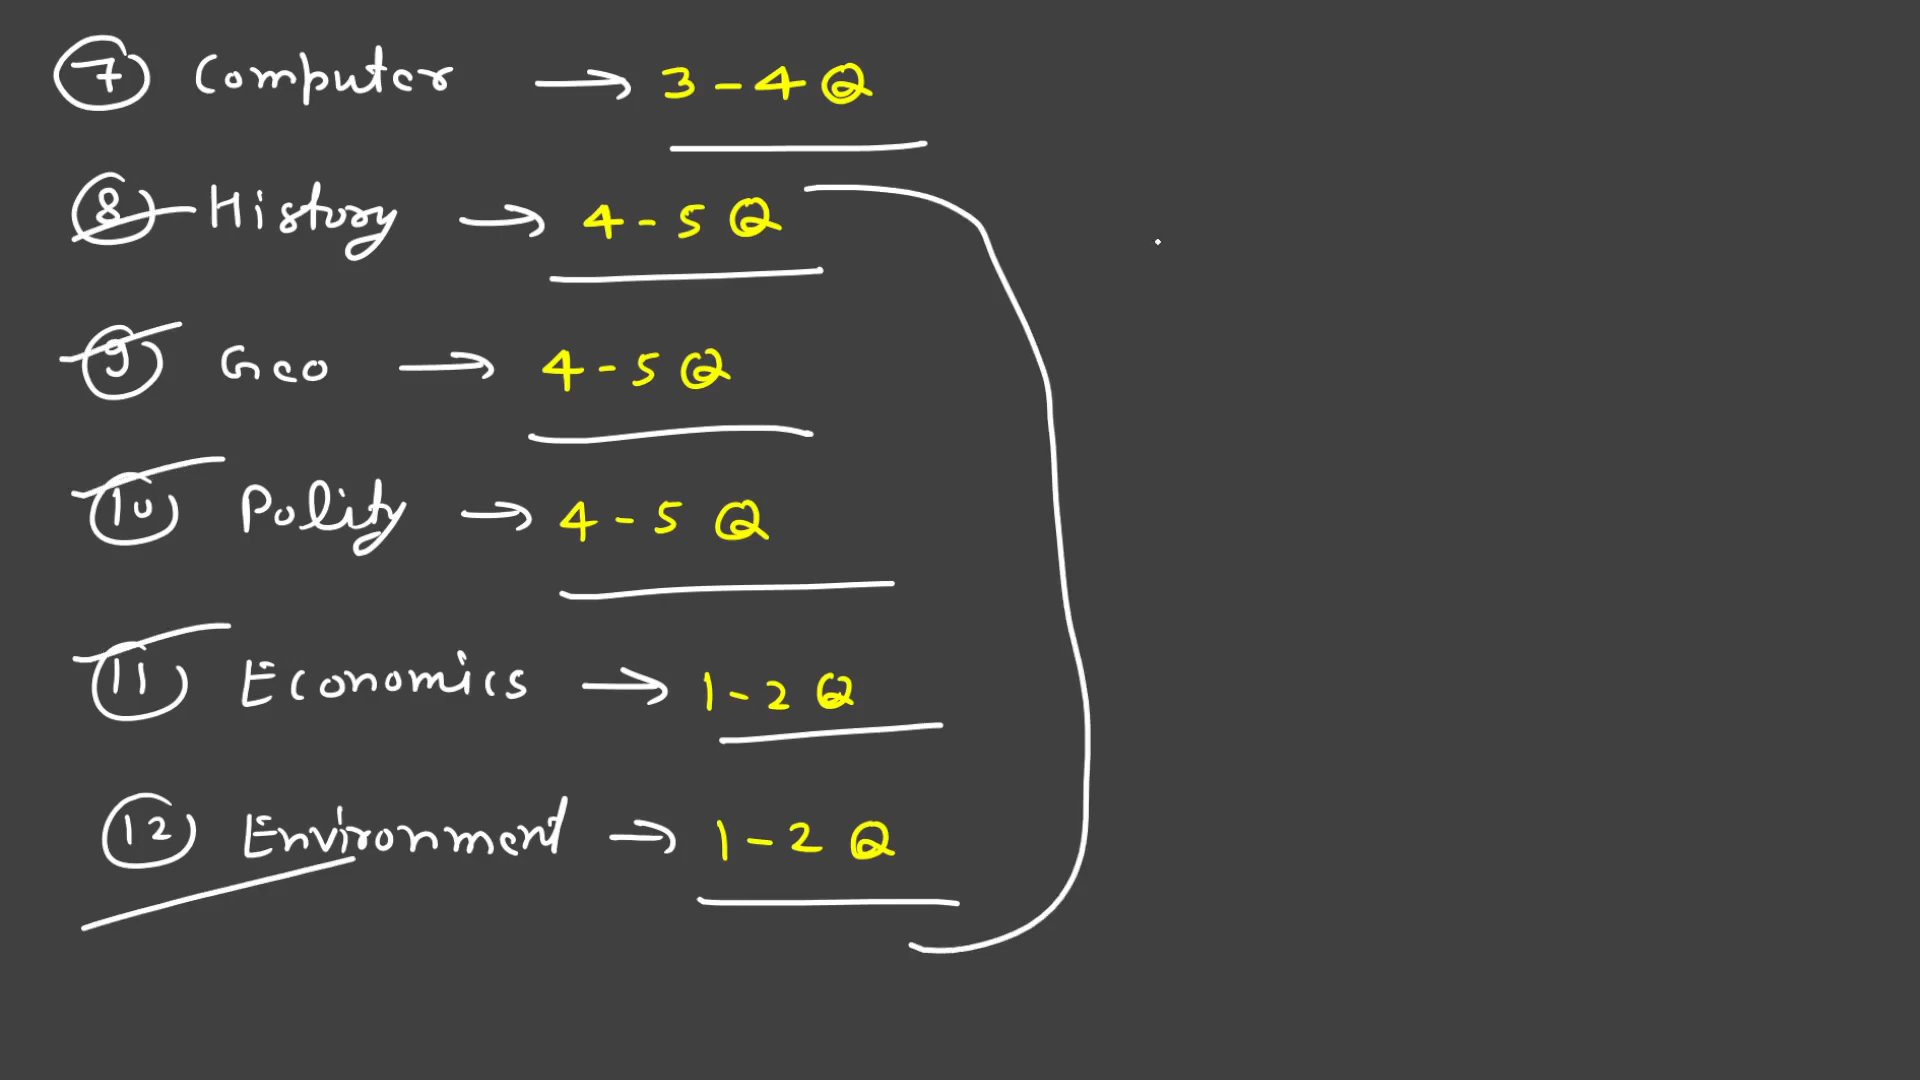 7 Computer → 3-4 Q
8 History → 4-5 Q
9 Geo → 4-5 Q
10 Polity → 4-5 Q
11 Economics → 1-2 Q
12 Environment → 1-2 Q